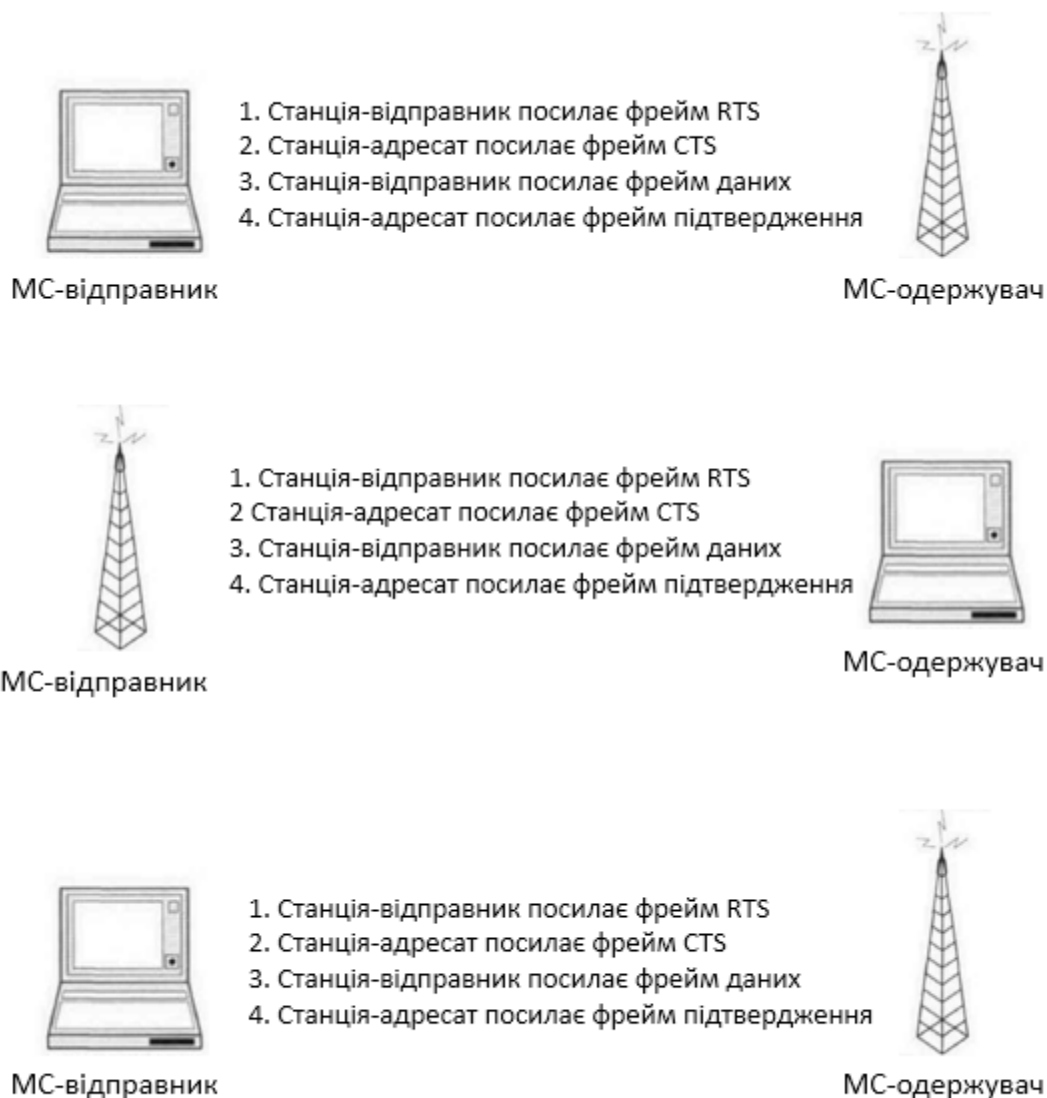 1. Станція-відправник посилає фрейм RTS
2. Станція-адресат посилає фрейм CTS
3. Станція-відправник посилає фрейм даних
4. Станція-адресат посилає фрейм підтвердження
МС-відправник
МС-одержувач
1. Станція-відправник посилає фрейм RTS
2 Станція-адресат посилає фрейм CTS
3. Станція-відправник посилає фрейм даних
4. Станція-адресат посилає фрейм підтвердження
МС-відправник
МС-одержувач
1. Станція-відправник посилає фрейм RTS
2. Станція-адресат посилає фрейм CTS
3. Станція-відправник посилає фрейм даних
4. Станція-адресат посилає фрейм підтвердження
МС-відправник
МС-одержувач